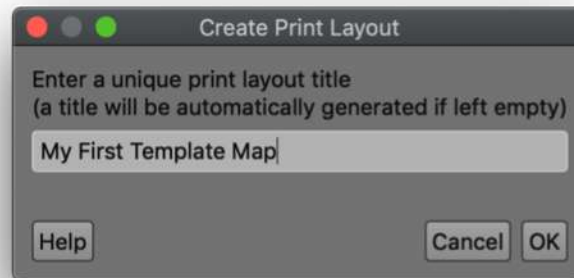 Create Print Layout
Enter a unique print layout title
(a title will be automatically generated if left empty)
My First Template Map
Help Cancel OK